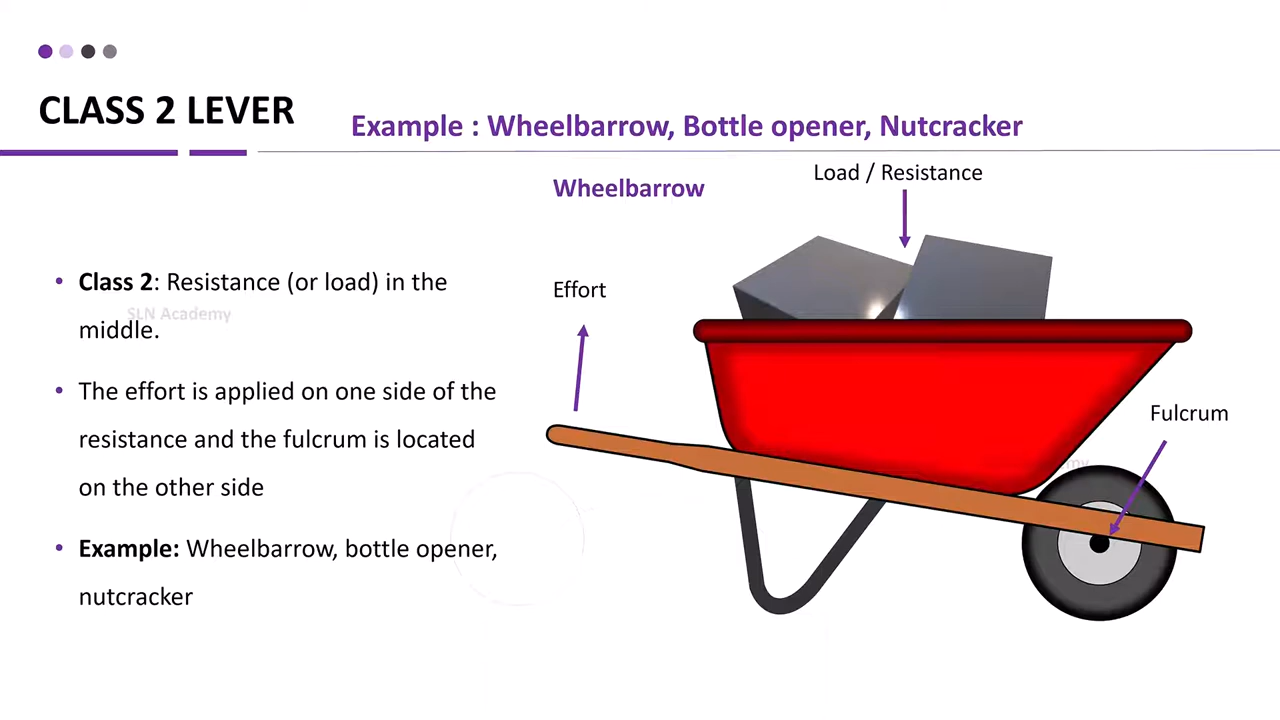 CLASS 2 LEVER
Example : Wheelbarrow, Bottle opener, Nutcracker
Wheelbarrow
Load / Resistance
Effort
Fulcrum
• Class 2: Resistance (or load) in the
middle.
SLN Academy
• The effort is applied on one side of the
resistance and the fulcrum is located
on the other side
• Example: Wheelbarrow, bottle opener,
nutcracker